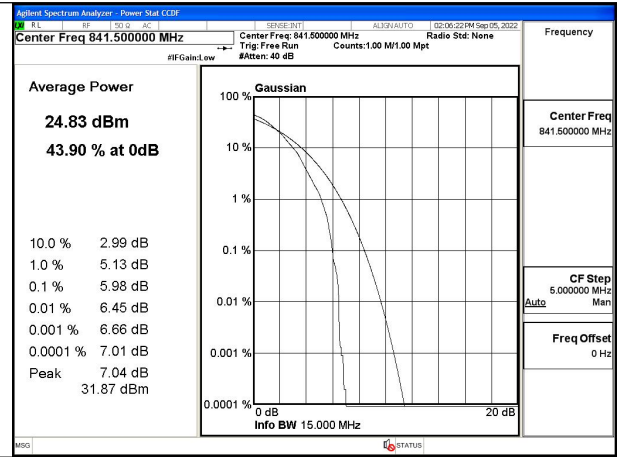 Agilent Spectrum Analyzer - Power Stat CCDF
RL RF 50 Ω AC SENSE:INT ALIGN AUTO 02:06:22 PM Sep 05, 2022
Center Freq 841.500000 MHz
Center Freq: 841.500000 MHz Radio Std: None
Trig: Free Run Counts:1.00 M/1.00 Mpt
#IFGain:Low #Atten: 40 dB
Frequency
Average Power
24.83 dBm
43.90 % at 0dB
10.0 % 2.99 dB
1.0 % 5.13 dB
0.1 % 5.98 dB
0.01 % 6.45 dB
0.001 % 6.66 dB
0.0001 % 7.01 dB
Peak 7.04 dB
31.87 dBm
Gaussian
100 %
10 %
1 %
0.1 %
0.01 %
0.001 %
0.0001 %
0 dB 20 dB
Info BW 15.000 MHz
Center Freq
841.500000 MHz
CF Step
5.000000 MHz
Auto Man
Freq Offset
0 Hz
MSG STATUS